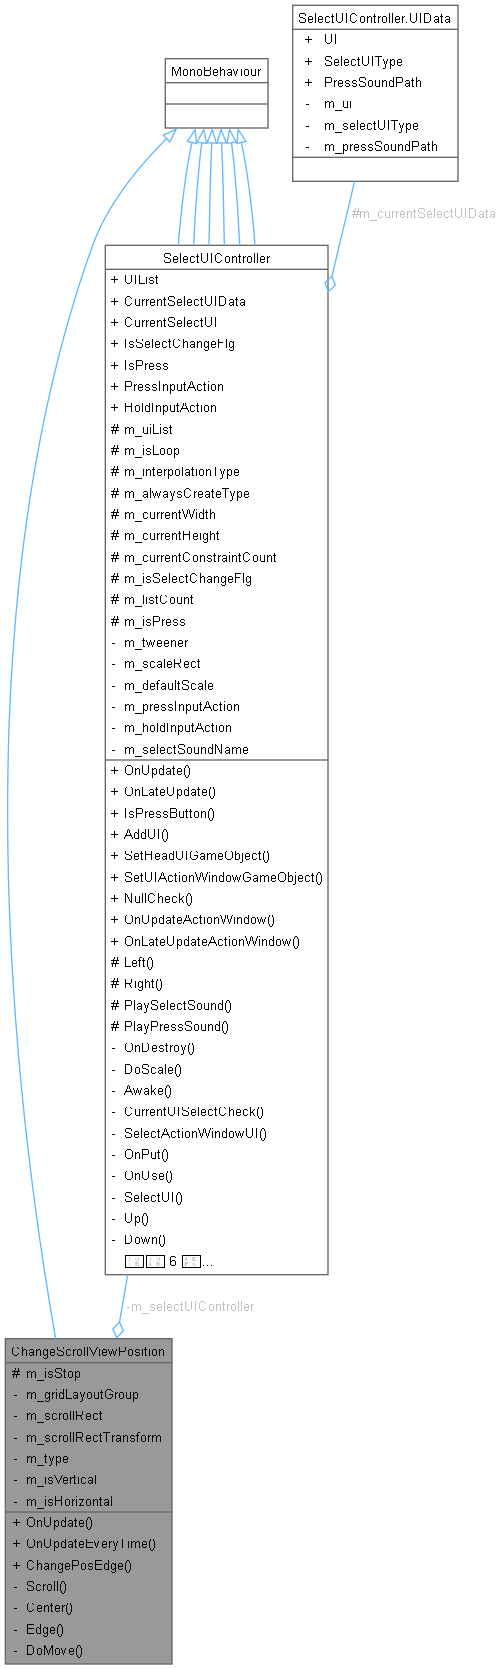 SelectUIController.UIData
+ UI
+ SelectUIType
+ PressSoundPath
- m_ui
- m_selectUIType
- m_pressSoundPath
MonoBehaviour
#m_currentSelectUIData
SelectUIController
+ UIList
+ CurrentSelectUIData
+ CurrentSelectUI
+ IsSelectChangeFlg
+ IsPress
+ PressInputAction
+ HoldInputAction
# m_uiList
# m_isLoop
# m_interpolationType
# m_alwaysCreateType
# m_currentWidth
# m_currentHeight
# m_currentConstraintCount
# m_isSelectChangeFlg
# m_listCount
# m_isPress
- m_tweener
- m_scaleRect
- m_defaultScale
- m_pressInputAction
- m_holdInputAction
- m_selectSoundName
+ OnUpdate()
+ OnLateUpdate()
+ IsPressButton()
+ AddUI()
+ SetHeadUIGameObject()
+ SetUIActionWindowGameObject()
+ NullCheck()
+ OnUpdateActionWindow()
+ OnLateUpdateActionWindow()
# Left()
# Right()
# PlaySelectSound()
# PlayPressSound()
- OnDestroy()
- DoScale()
- Awake()
- CurrentUISelectCheck()
- SelectActionWindowUI()
- OnPut()
- OnUse()
- SelectUI()
- Up()
- Down()
6 ...
-m_selectUIController
ChangeScrollViewPosition
# m_isStop
- m_gridLayoutGroup
- m_scrollRect
- m_scrollRectTransform
- m_type
- m_isVertical
- m_isHorizontal
+ OnUpdate()
+ OnUpdateEveryTime()
+ ChangePosEdge()
- Scroll()
- Center()
- Edge()
- DoMove()